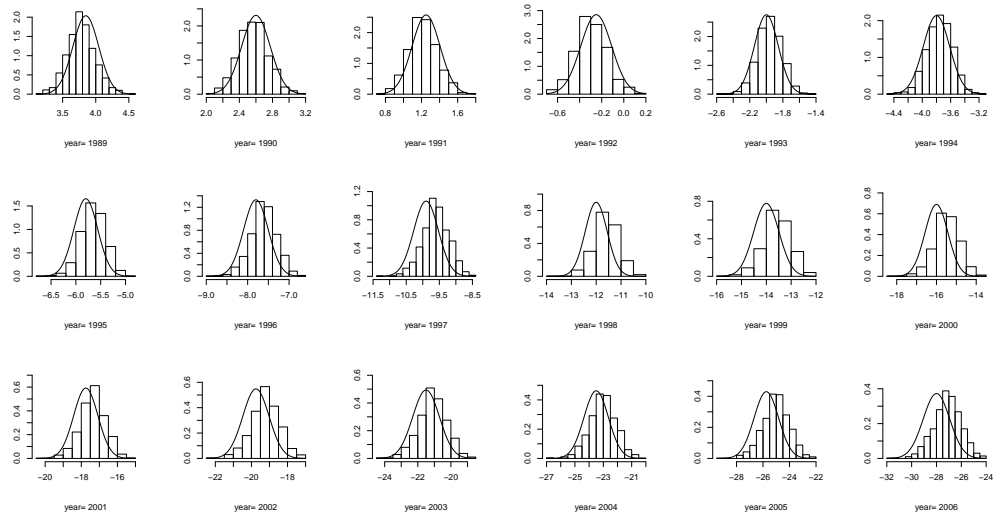 0.0 0.5 1.0 1.5 2.0
3.5 4.0 4.5
year= 1989
0.0 1.0 2.0
2.0 2.4 2.8 3.2
year= 1990
0.0 1.0 2.0
0.8 1.2 1.6
year= 1991
0.0 1.0 2.0 3.0
−0.6 −0.2 0.0 0.2
year= 1992
0.0 1.0 2.0
−2.6 −2.2 −1.8 −1.4
year= 1993
0.0 0.5 1.0 1.5 2.0
−4.4 −4.0 −3.6 −3.2
year= 1994
0.0 0.5 1.0 1.5
−6.5 −6.0 −5.5 −5.0
year= 1995
0.0 0.4 0.8 1.2
−9.0 −8.0 −7.0
year= 1996
0.0 0.4 0.8 1.2
−11.5 −10.5 −9.5 −8.5
year= 1997
0.0 0.4 0.8
−14 −13 −12 −11 −10
year= 1998
0.0 0.4 0.8
−16 −15 −14 −13 −12
year= 1999
0.0 0.2 0.4 0.6 0.8
−18 −16 −14
year= 2000
0.0 0.2 0.4 0.6
−20 −18 −16
year= 2001
0.0 0.2 0.4 0.6
−22 −20 −18
year= 2002
0.0 0.2 0.4 0.6
−24 −22 −20
year= 2003
0.0 0.2 0.4
−27 −25 −23 −21
year= 2004
0.0 0.2 0.4
−28 −26 −24 −22
year= 2005
0.0 0.2 0.4
−32 −30 −28 −26 −24
year= 2006